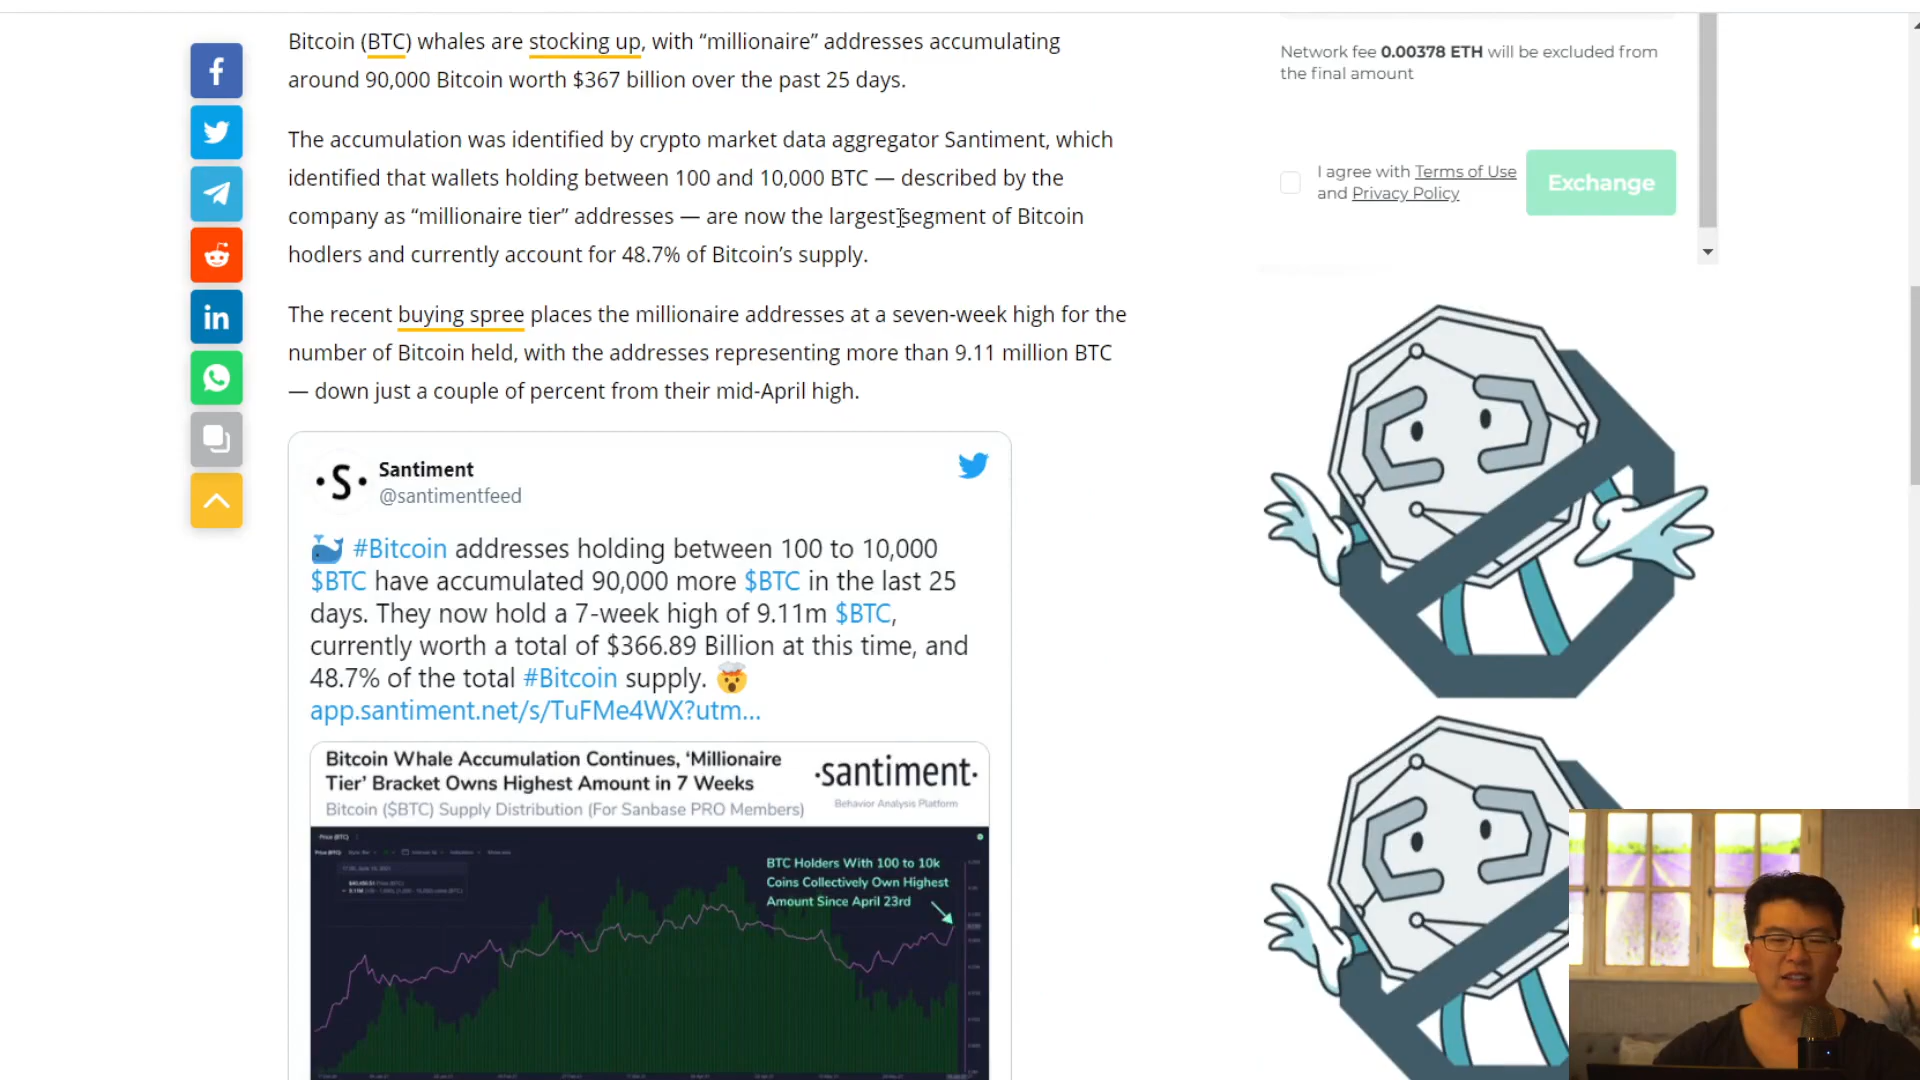 Bitcoin (BTC) whales are stocking up, with “millionaire” addresses accumulating
around 90,000 Bitcoin worth $367 billion over the past 25 days.
The accumulation was identified by crypto market data aggregator Santiment, which
identified that wallets holding between 100 and 10,000 BTC — described by the
company as “millionaire tier” addresses — are now the largest segment of Bitcoin
hodlers and currently account for 48.7% of Bitcoin’s supply.
The recent buying spree places the millionaire addresses at a seven-week high for the
number of Bitcoin held, with the addresses representing more than 9.11 million BTC
— down just a couple of percent from their mid-April high.
·S· Santiment
@santimentfeed
#Bitcoin addresses holding between 100 to 10,000
$BTC have accumulated 90,000 more $BTC in the last 25
days. They now hold a 7-week high of 9.11m $BTC,
currently worth a total of $366.89 Billion at this time, and
48.7% of the total #Bitcoin supply.
app.santiment.net/s/TuFMe4WX?utm...
Bitcoin Whale Accumulation Continues, ‘Millionaire
Tier’ Bracket Owns Highest Amount in 7 Weeks
Bitcoin ($BTC) Supply Distribution (For Sanbase PRO Members)
·santiment·
Behavior Analysis Platform
BTC Holders With 100 to 10k
Coins Collectively Own Highest
Amount Since April 23rd
Network fee 0.00378 ETH will be excluded from
the final amount
I agree with Terms of Use
and Privacy Policy
Exchange